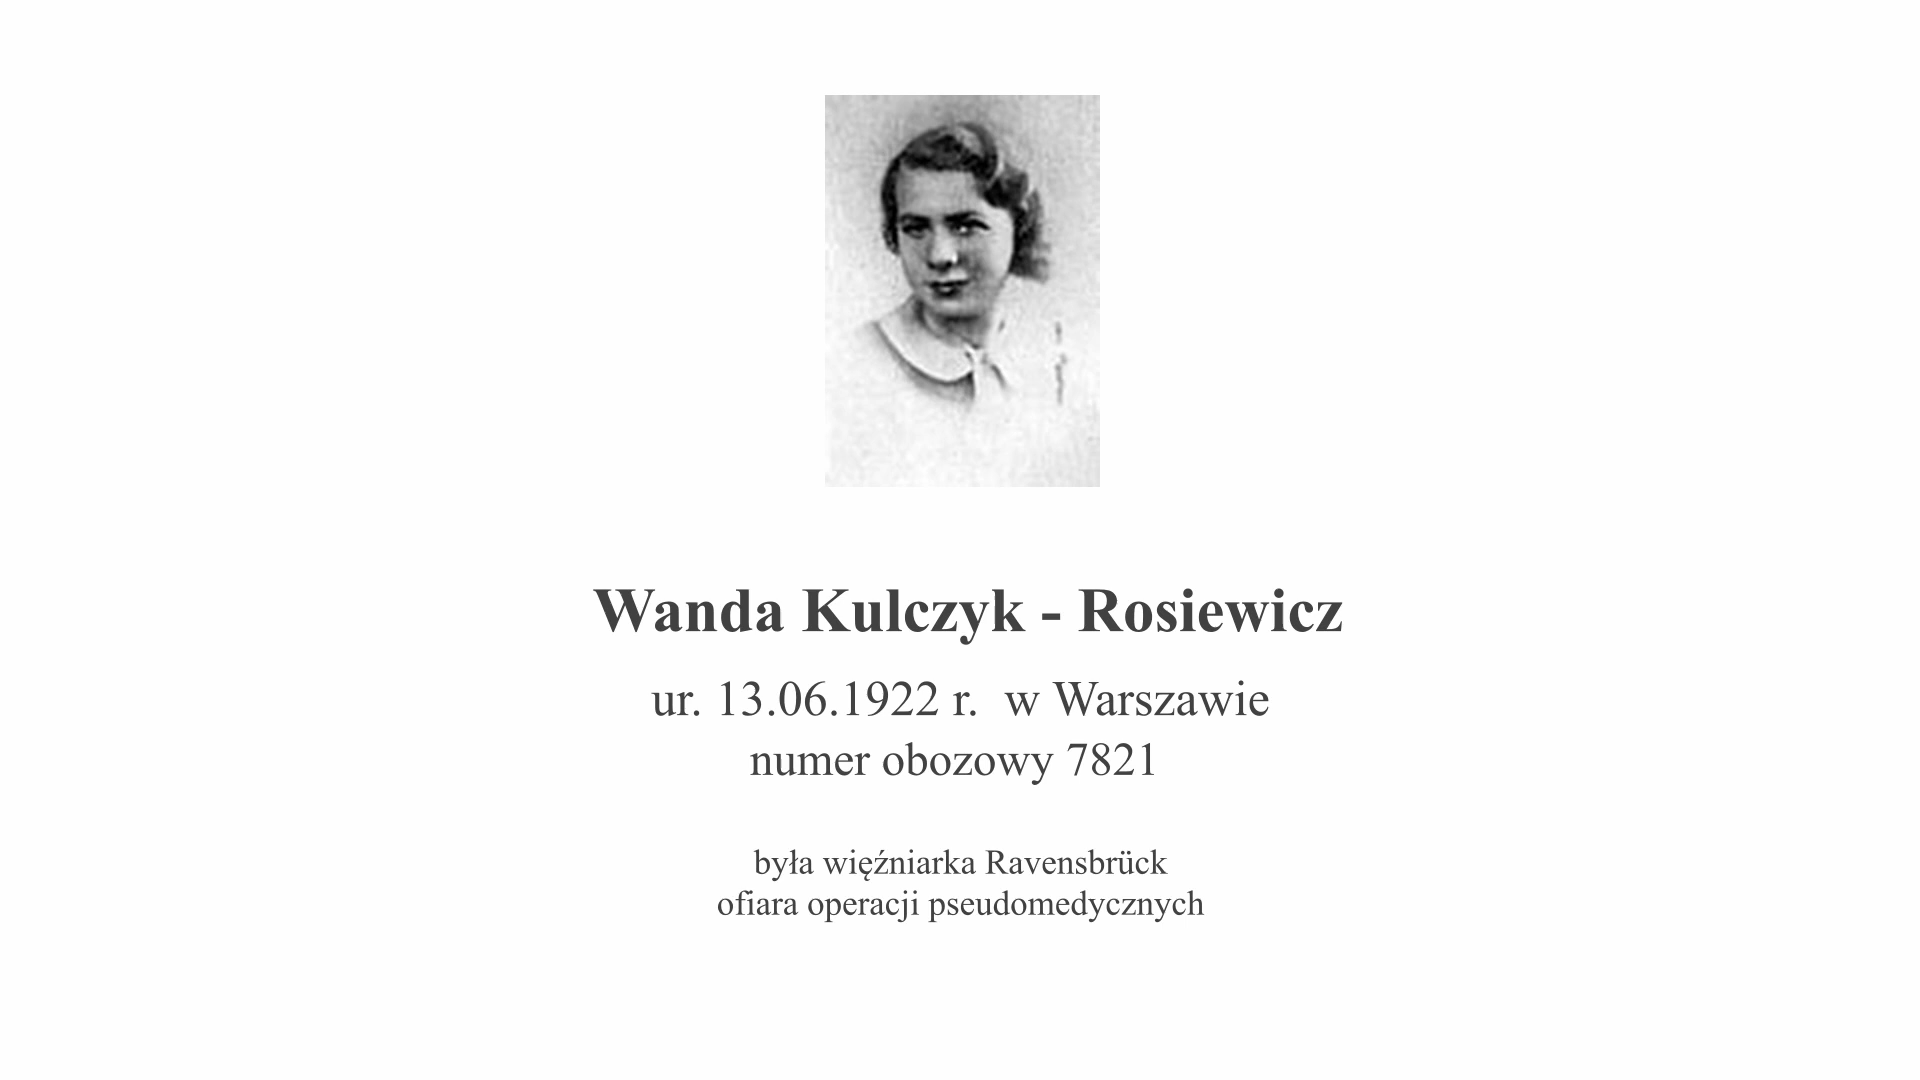 Wanda Kulczyk - Rosiewicz
ur. 13.06.1922 r.  w Warszawie
numer obozowy 7821
była więźniarka Ravensbrück
ofiara operacji pseudomedycznych